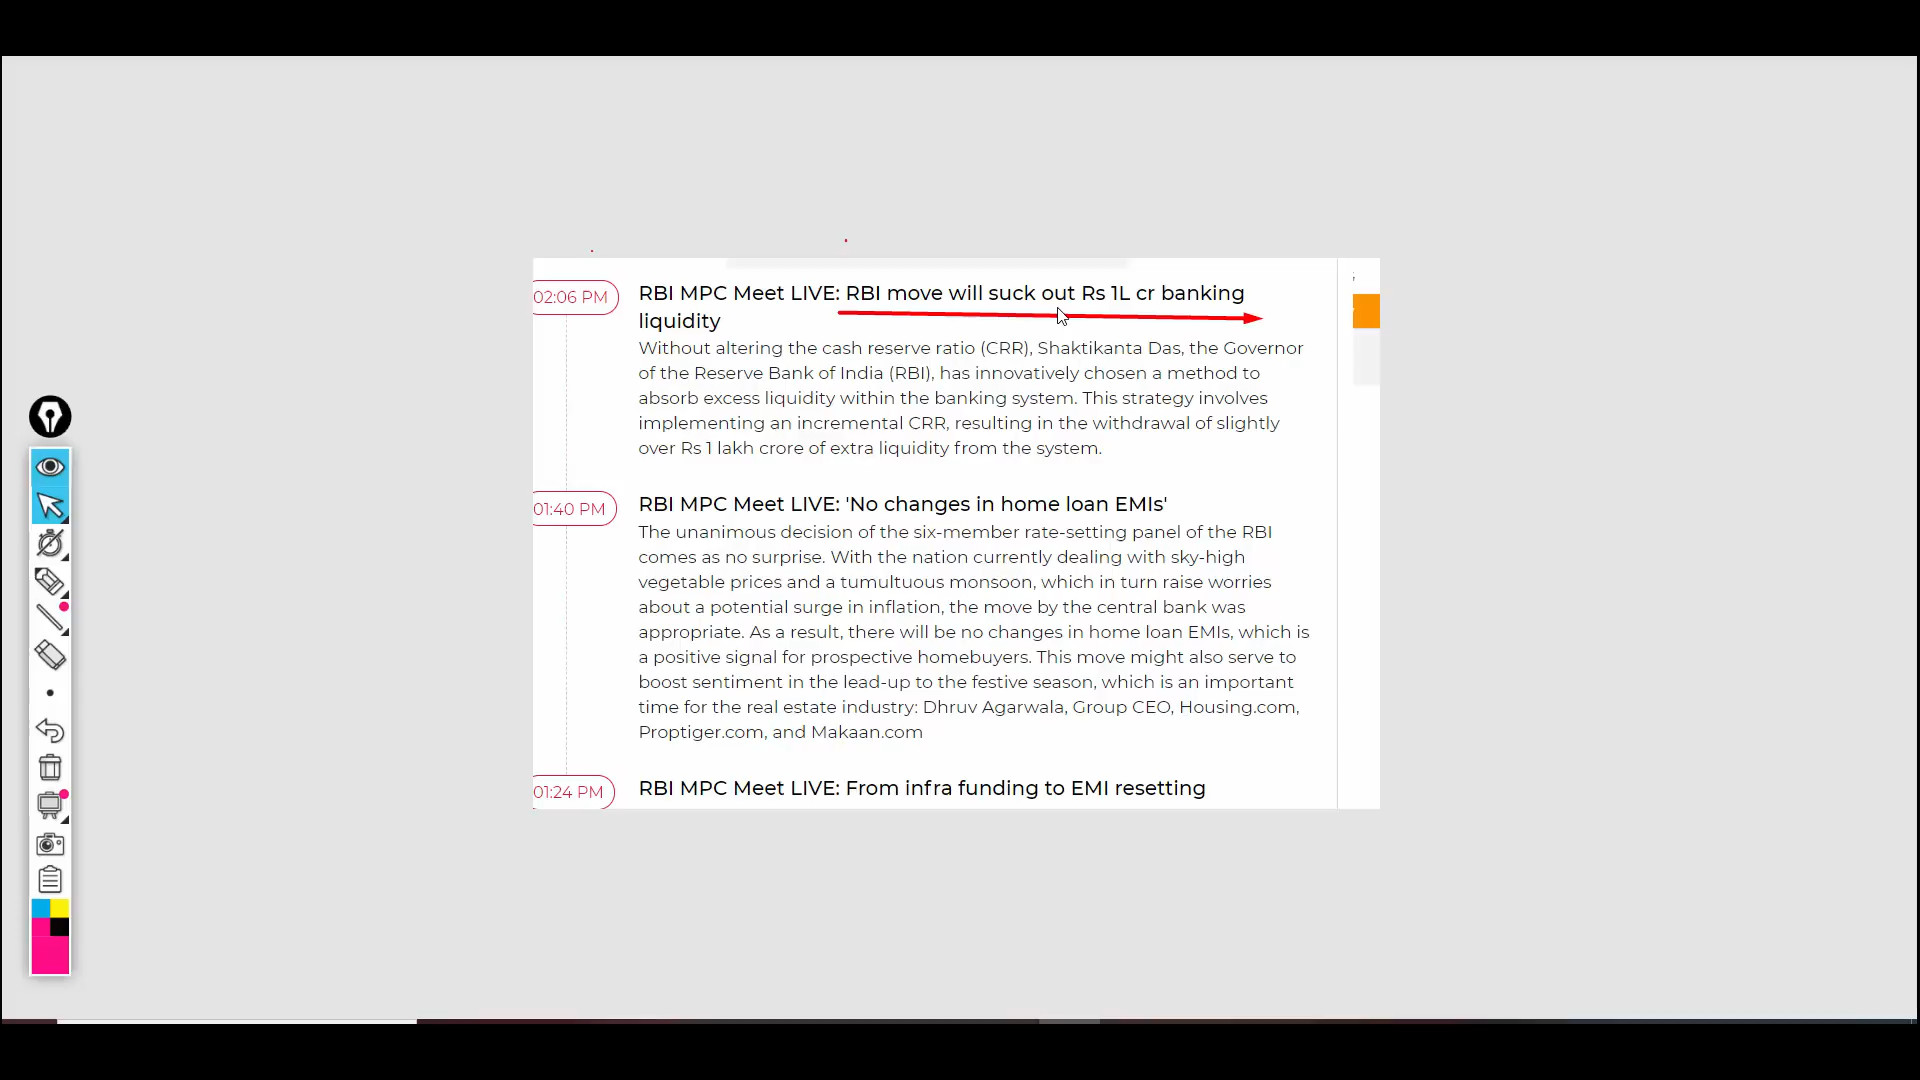 02:06 PM
RBI MPC Meet LIVE: RBI move will suck out Rs 1L cr banking
liquidity
Without altering the cash reserve ratio (CRR), Shaktikanta Das, the Governor
of the Reserve Bank of India (RBI), has innovatively chosen a method to
absorb excess liquidity within the banking system. This strategy involves
implementing an incremental CRR, resulting in the withdrawal of slightly
over Rs 1 lakh crore of extra liquidity from the system.
01:40 PM
RBI MPC Meet LIVE: 'No changes in home loan EMIs'
The unanimous decision of the six-member rate-setting panel of the RBI
comes as no surprise. With the nation currently dealing with sky-high
vegetable prices and a tumultuous monsoon, which in turn raise worries
about a potential surge in inflation, the move by the central bank was
appropriate. As a result, there will be no changes in home loan EMIs, which is
a positive signal for prospective homebuyers. This move might also serve to
boost sentiment in the lead-up to the festive season, which is an important
time for the real estate industry: Dhruv Agarwala, Group CEO, Housing.com,
Proptiger.com, and Makaan.com
01:24 PM
RBI MPC Meet LIVE: From infra funding to EMI resetting